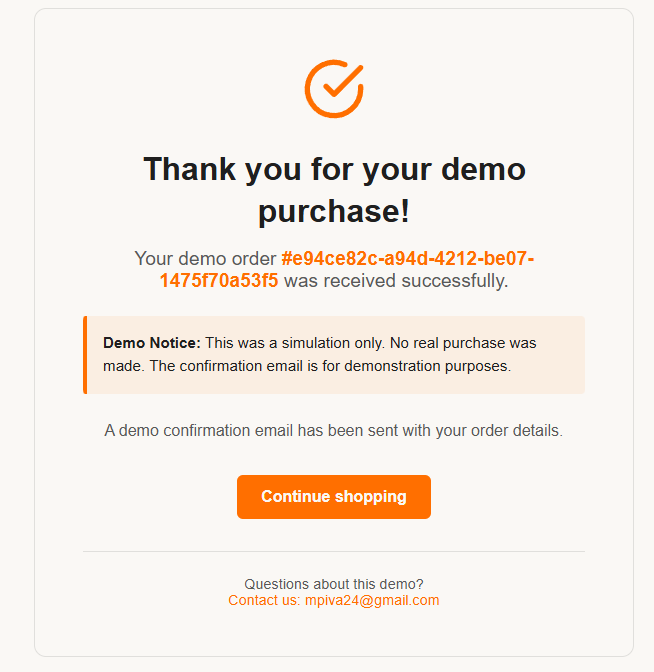 Thank you for your demo
purchase!
Your demo order #e94ce82c-a94d-4212-be07-
1475f70a53f5 was received successfully.
Demo Notice: This was a simulation only. No real purchase was
made. The confirmation email is for demonstration purposes.
A demo confirmation email has been sent with your order details.
Continue shopping
Questions about this demo?
Contact us: mpiva24@gmail.com